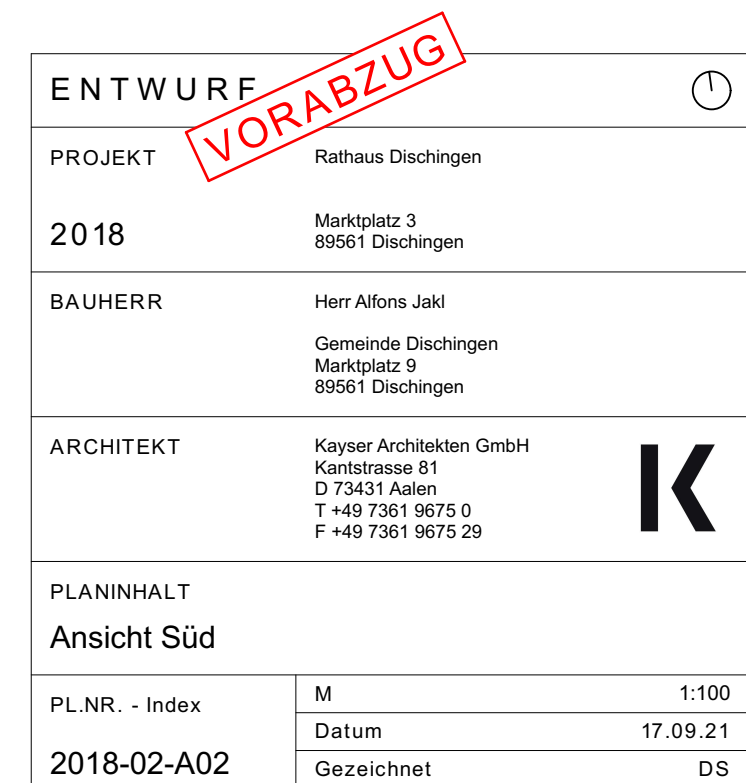 ENTWURF
VORABZUG
PROJEKT
Rathaus Dischingen
2018
Marktplatz 3
89561 Dischingen
BAUHERR
Herr Alfons Jakl
Gemeinde Dischingen
Marktplatz 9
89561 Dischingen
ARCHITEKT
Kayser Architekten GmbH
Kantstrasse 81
D 73431 Aalen
T +49 7361 9675 0
F +49 7361 9675 29
K
PLANINHALT
Ansicht Süd
PL.NR. - Index
2018-02-A02
M 1:100
Datum 17.09.21
Gezeichnet DS